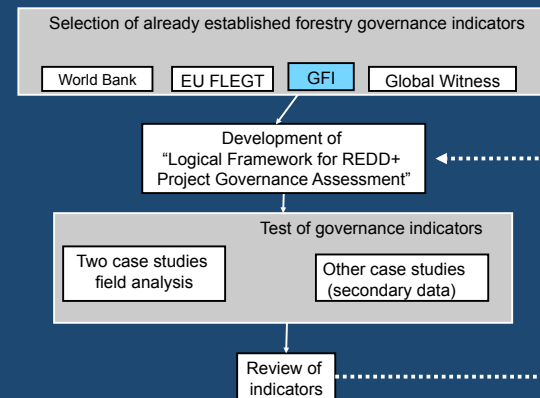 Selection of already established forestry governance indicators
World Bank
EU FLEGT
GFI
Global Witness
Development of
“Logical Framework for REDD+
Project Governance Assessment”
Test of governance indicators
Two case studies
field analysis
Other case studies
(secondary data)
Review of
indicators